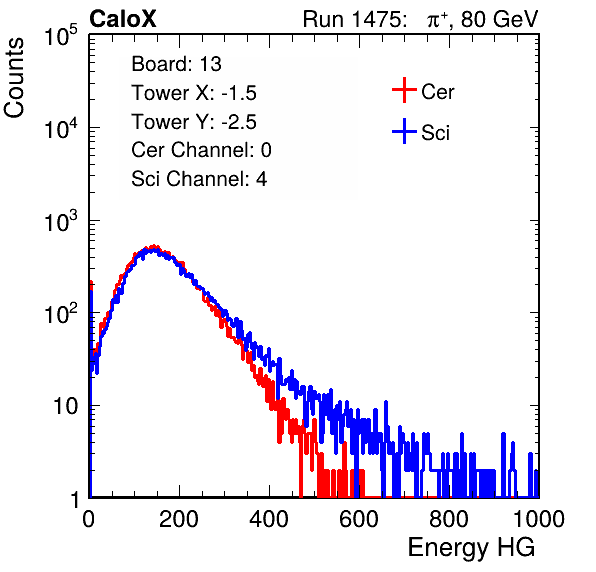 CaloX
Run 1475: π⁺, 80 GeV
Counts
10⁵
10⁴
10³
10²
10
1
Board: 13
Tower X: -1.5
Tower Y: -2.5
Cer Channel: 0
Sci Channel: 4
Cer
Sci
0 200 400 600 800 1000
Energy HG